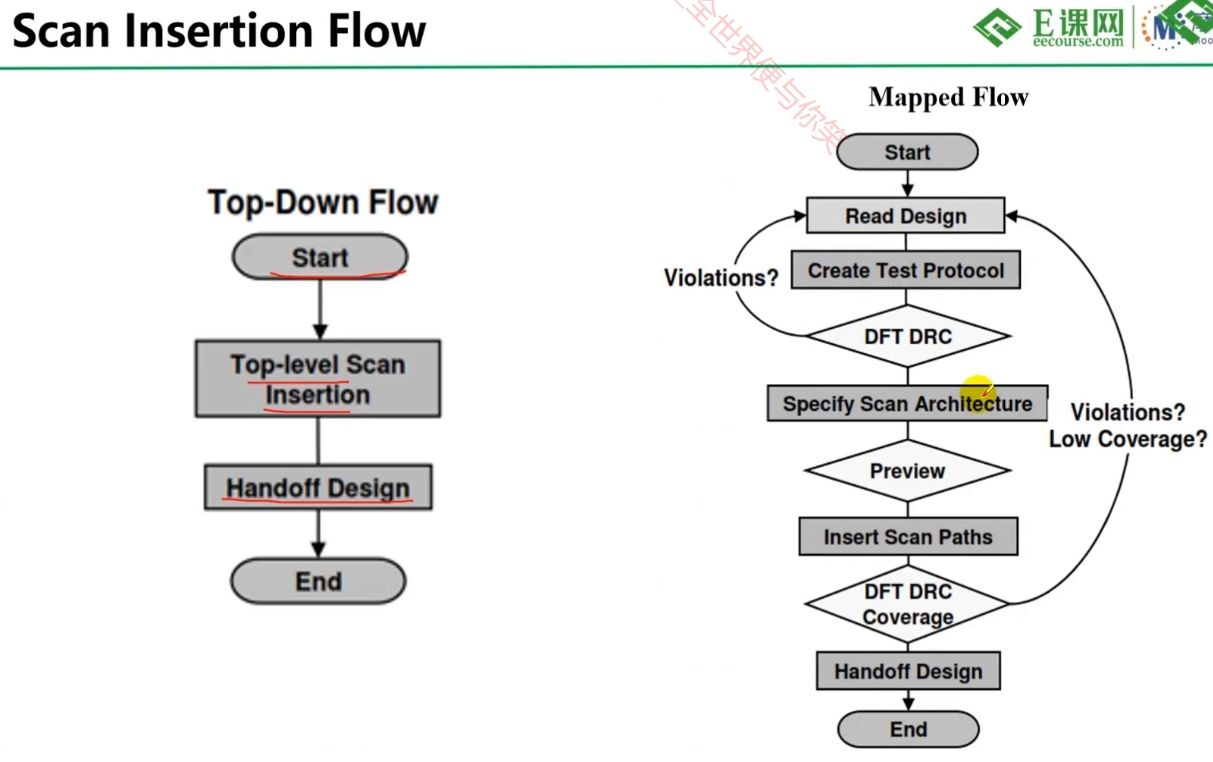 Scan Insertion Flow
E课网
eecourse.com
全世界便与你笑
Mapped Flow
Top-Down Flow
Start
Top-level Scan
Insertion
Handoff Design
End
Start
Read Design
Create Test Protocol
Violations?
DFT DRC
Specify Scan Architecture
Violations?
Low Coverage?
Preview
Insert Scan Paths
DFT DRC
Coverage
Handoff Design
End